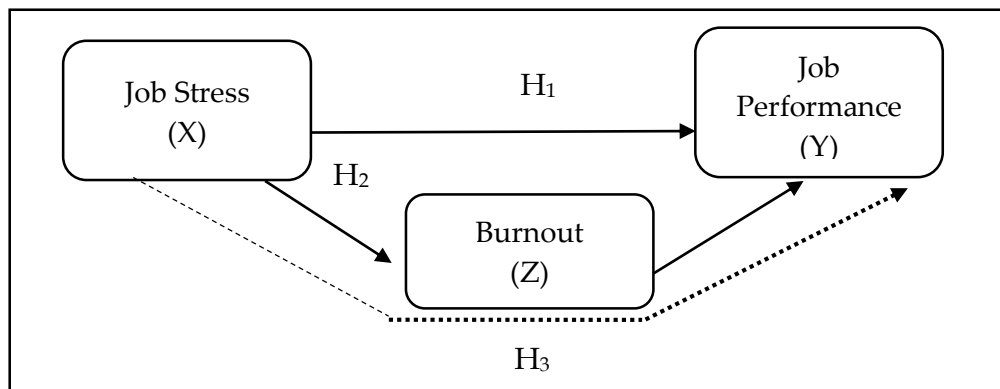 Job Stress
(X)
H₁
Job
Performance
(Y)
H₂
Burnout
(Z)
H₃